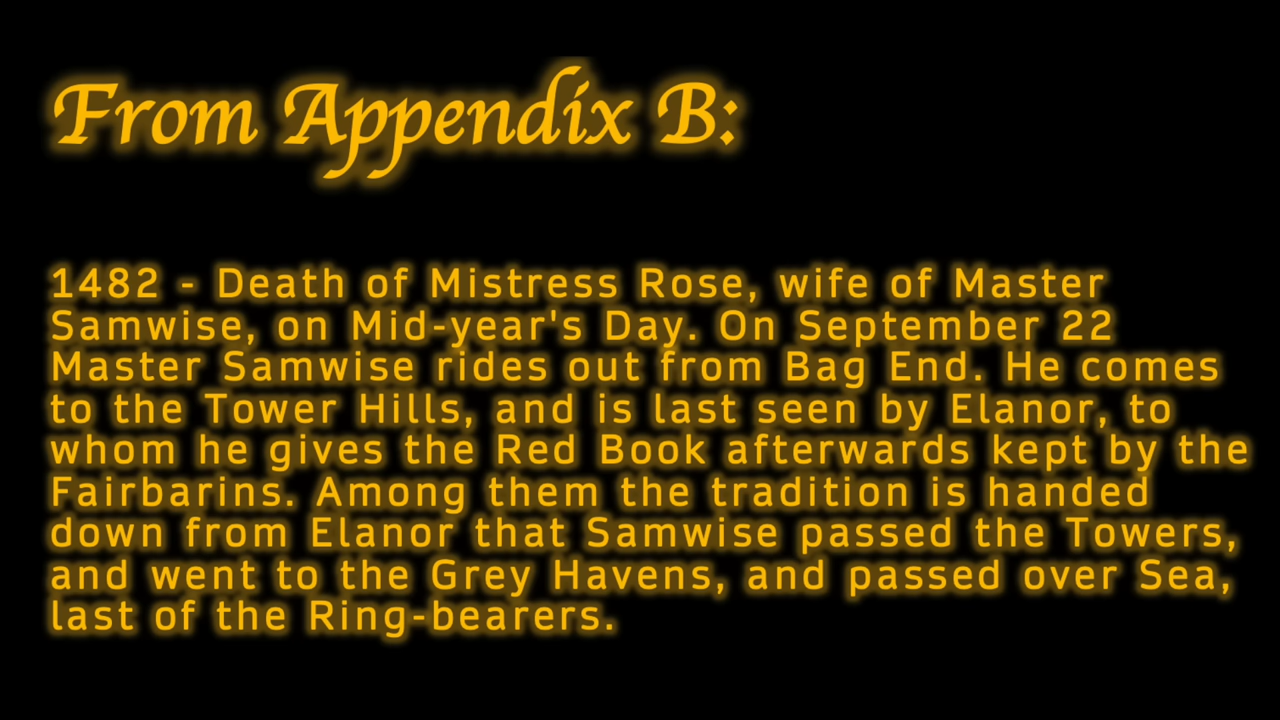 From Appendix B:
1482 - Death of Mistress Rose, wife of Master
Samwise, on Mid-year's Day. On September 22
Master Samwise rides out from Bag End. He comes
to the Tower Hills, and is last seen by Elanor, to
whom he gives the Red Book afterwards kept by the
Fairbarins. Among them the tradition is handed
down from Elanor that Samwise passed the Towers,
and went to the Grey Havens, and passed over Sea,
last of the Ring-bearers.